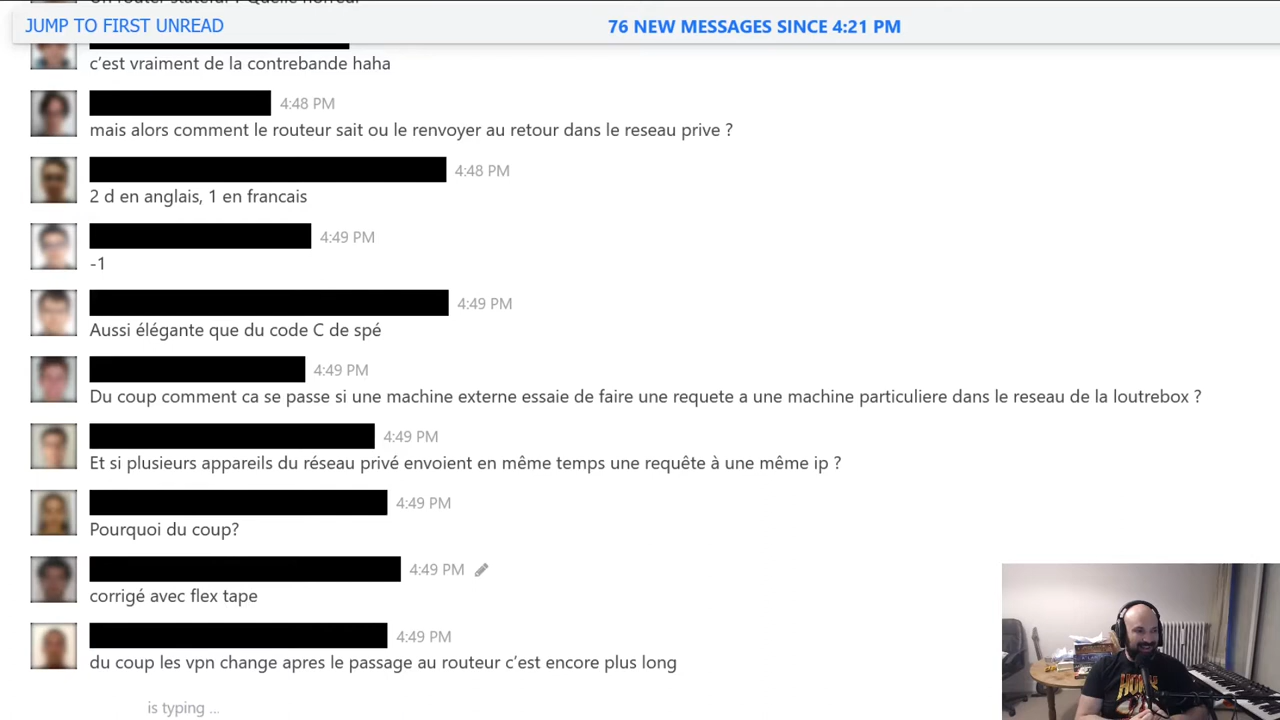 Un router stateful ? Quelle horreur
JUMP TO FIRST UNREAD
76 NEW MESSAGES SINCE 4:21 PM
c’est vraiment de la contrebande haha
4:48 PM
mais alors comment le routeur sait ou le renvoyer au retour dans le reseau prive ?
4:48 PM
2 d en anglais, 1 en francais
4:49 PM
-1
4:49 PM
Aussi élégante que du code C de spé
4:49 PM
Du coup comment ca se passe si une machine externe essaie de faire une requete a une machine particuliere dans le reseau de la loutrebox ?
4:49 PM
Et si plusieurs appareils du réseau privé envoient en même temps une requête à une même ip ?
4:49 PM
Pourquoi du coup?
4:49 PM
corrigé avec flex tape
4:49 PM
du coup les vpn change apres le passage au routeur c’est encore plus long
is typing ...